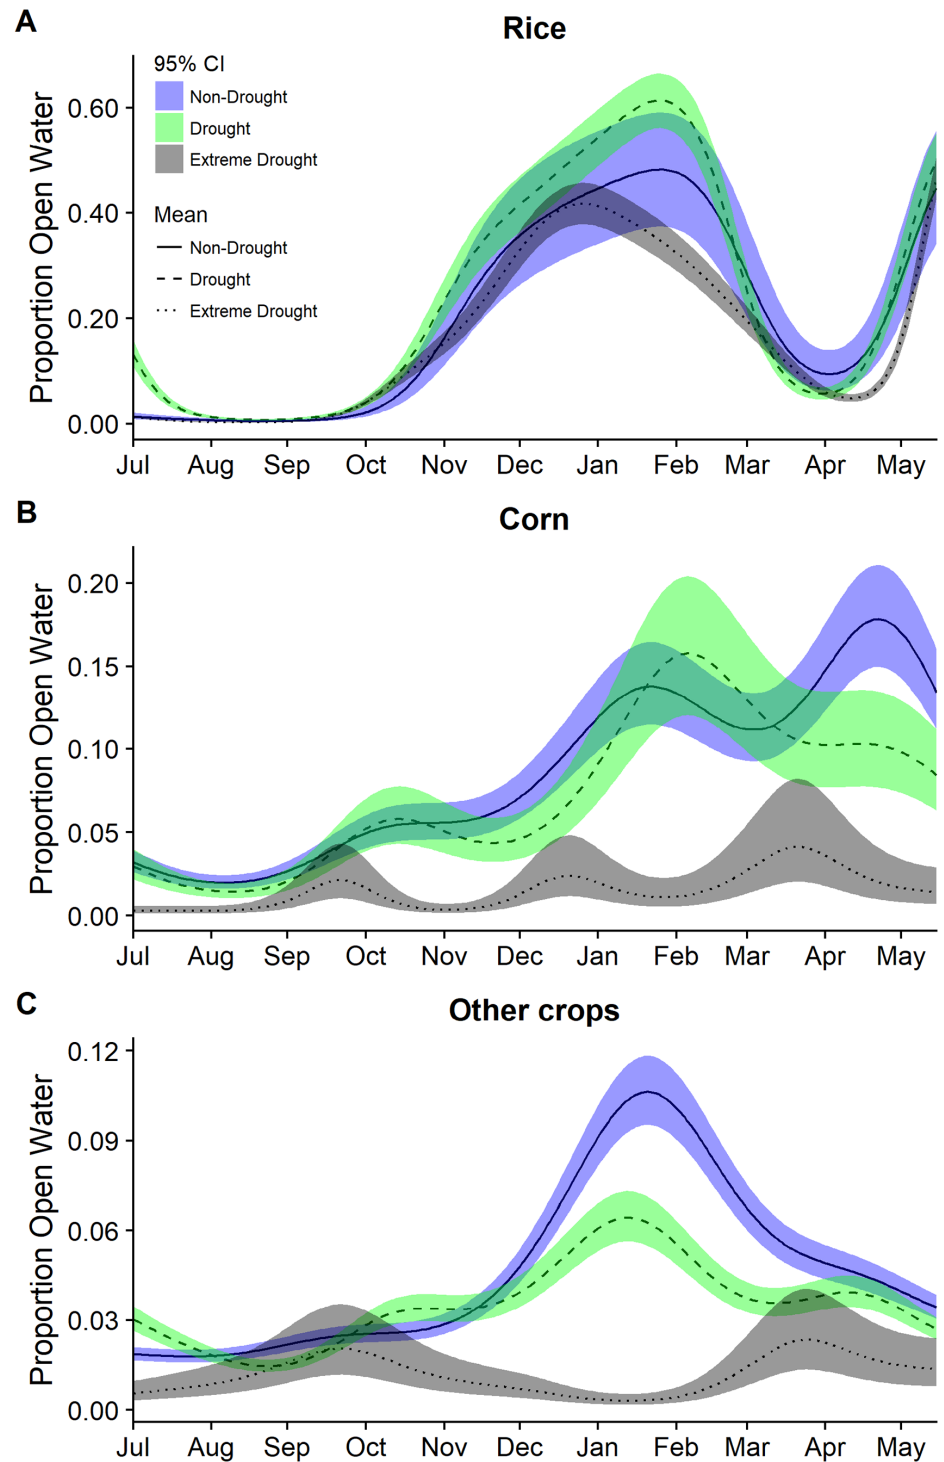 A
Rice
95% CI
Non-Drought
Drought
Extreme Drought
Mean
Non-Drought
Drought
Extreme Drought
Proportion Open Water
0.60
0.40
0.20
0.00
Jul Aug Sep Oct Nov Dec Jan Feb Mar Apr May
B
Corn
Proportion Open Water
0.20
0.15
0.10
0.05
0.00
Jul Aug Sep Oct Nov Dec Jan Feb Mar Apr May
C
Other crops
Proportion Open Water
0.12
0.09
0.06
0.03
0.00
Jul Aug Sep Oct Nov Dec Jan Feb Mar Apr May